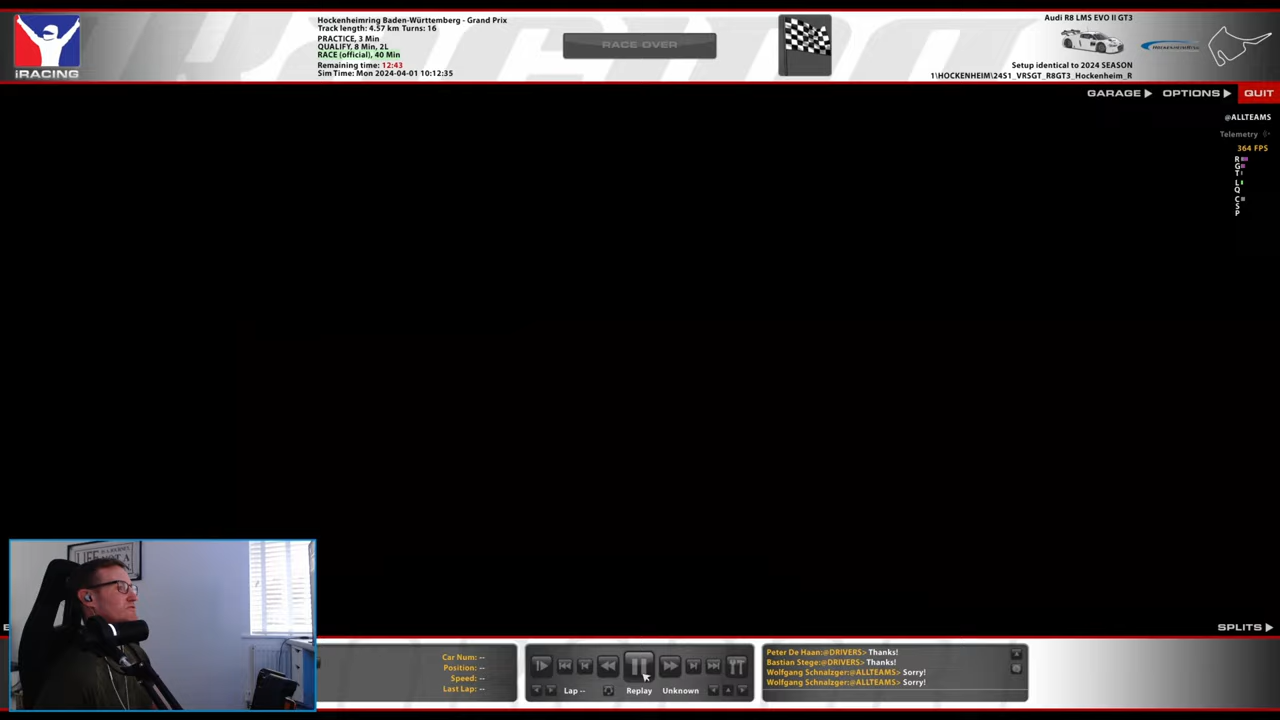 iRACING
Hockenheimring Baden-Württemberg - Grand Prix
Track length: 4.57 km Turns: 16
PRACTICE, 3 Min
QUALIFY, 8 Min, 2L
RACE (official), 40 Min
Remaining time: 12:43
Sim Time: Mon 2024-04-01 10:12:35
RACE OVER
Audi R8 LMS EVO II GT3
Setup identical to 2024 SEASON
1\HOCKENHEIM\24S1_VRSGT_R8GT3_Hockenheim_R
GARAGE
OPTIONS
QUIT
@ALLTEAMS
Telemetry
364 FPS
R
G
T
L
Q
C
S
P
SPLITS
Car Num: --
Position: --
Speed: --
Last Lap: --
Lap --
Replay
Unknown
Peter De Haan:@DRIVERS> Thanks!
Bastian Stege:@DRIVERS> Thanks!
Wolfgang Schnalzger:@ALLTEAMS> Sorry!
Wolfgang Schnalzger:@ALLTEAMS> Sorry!